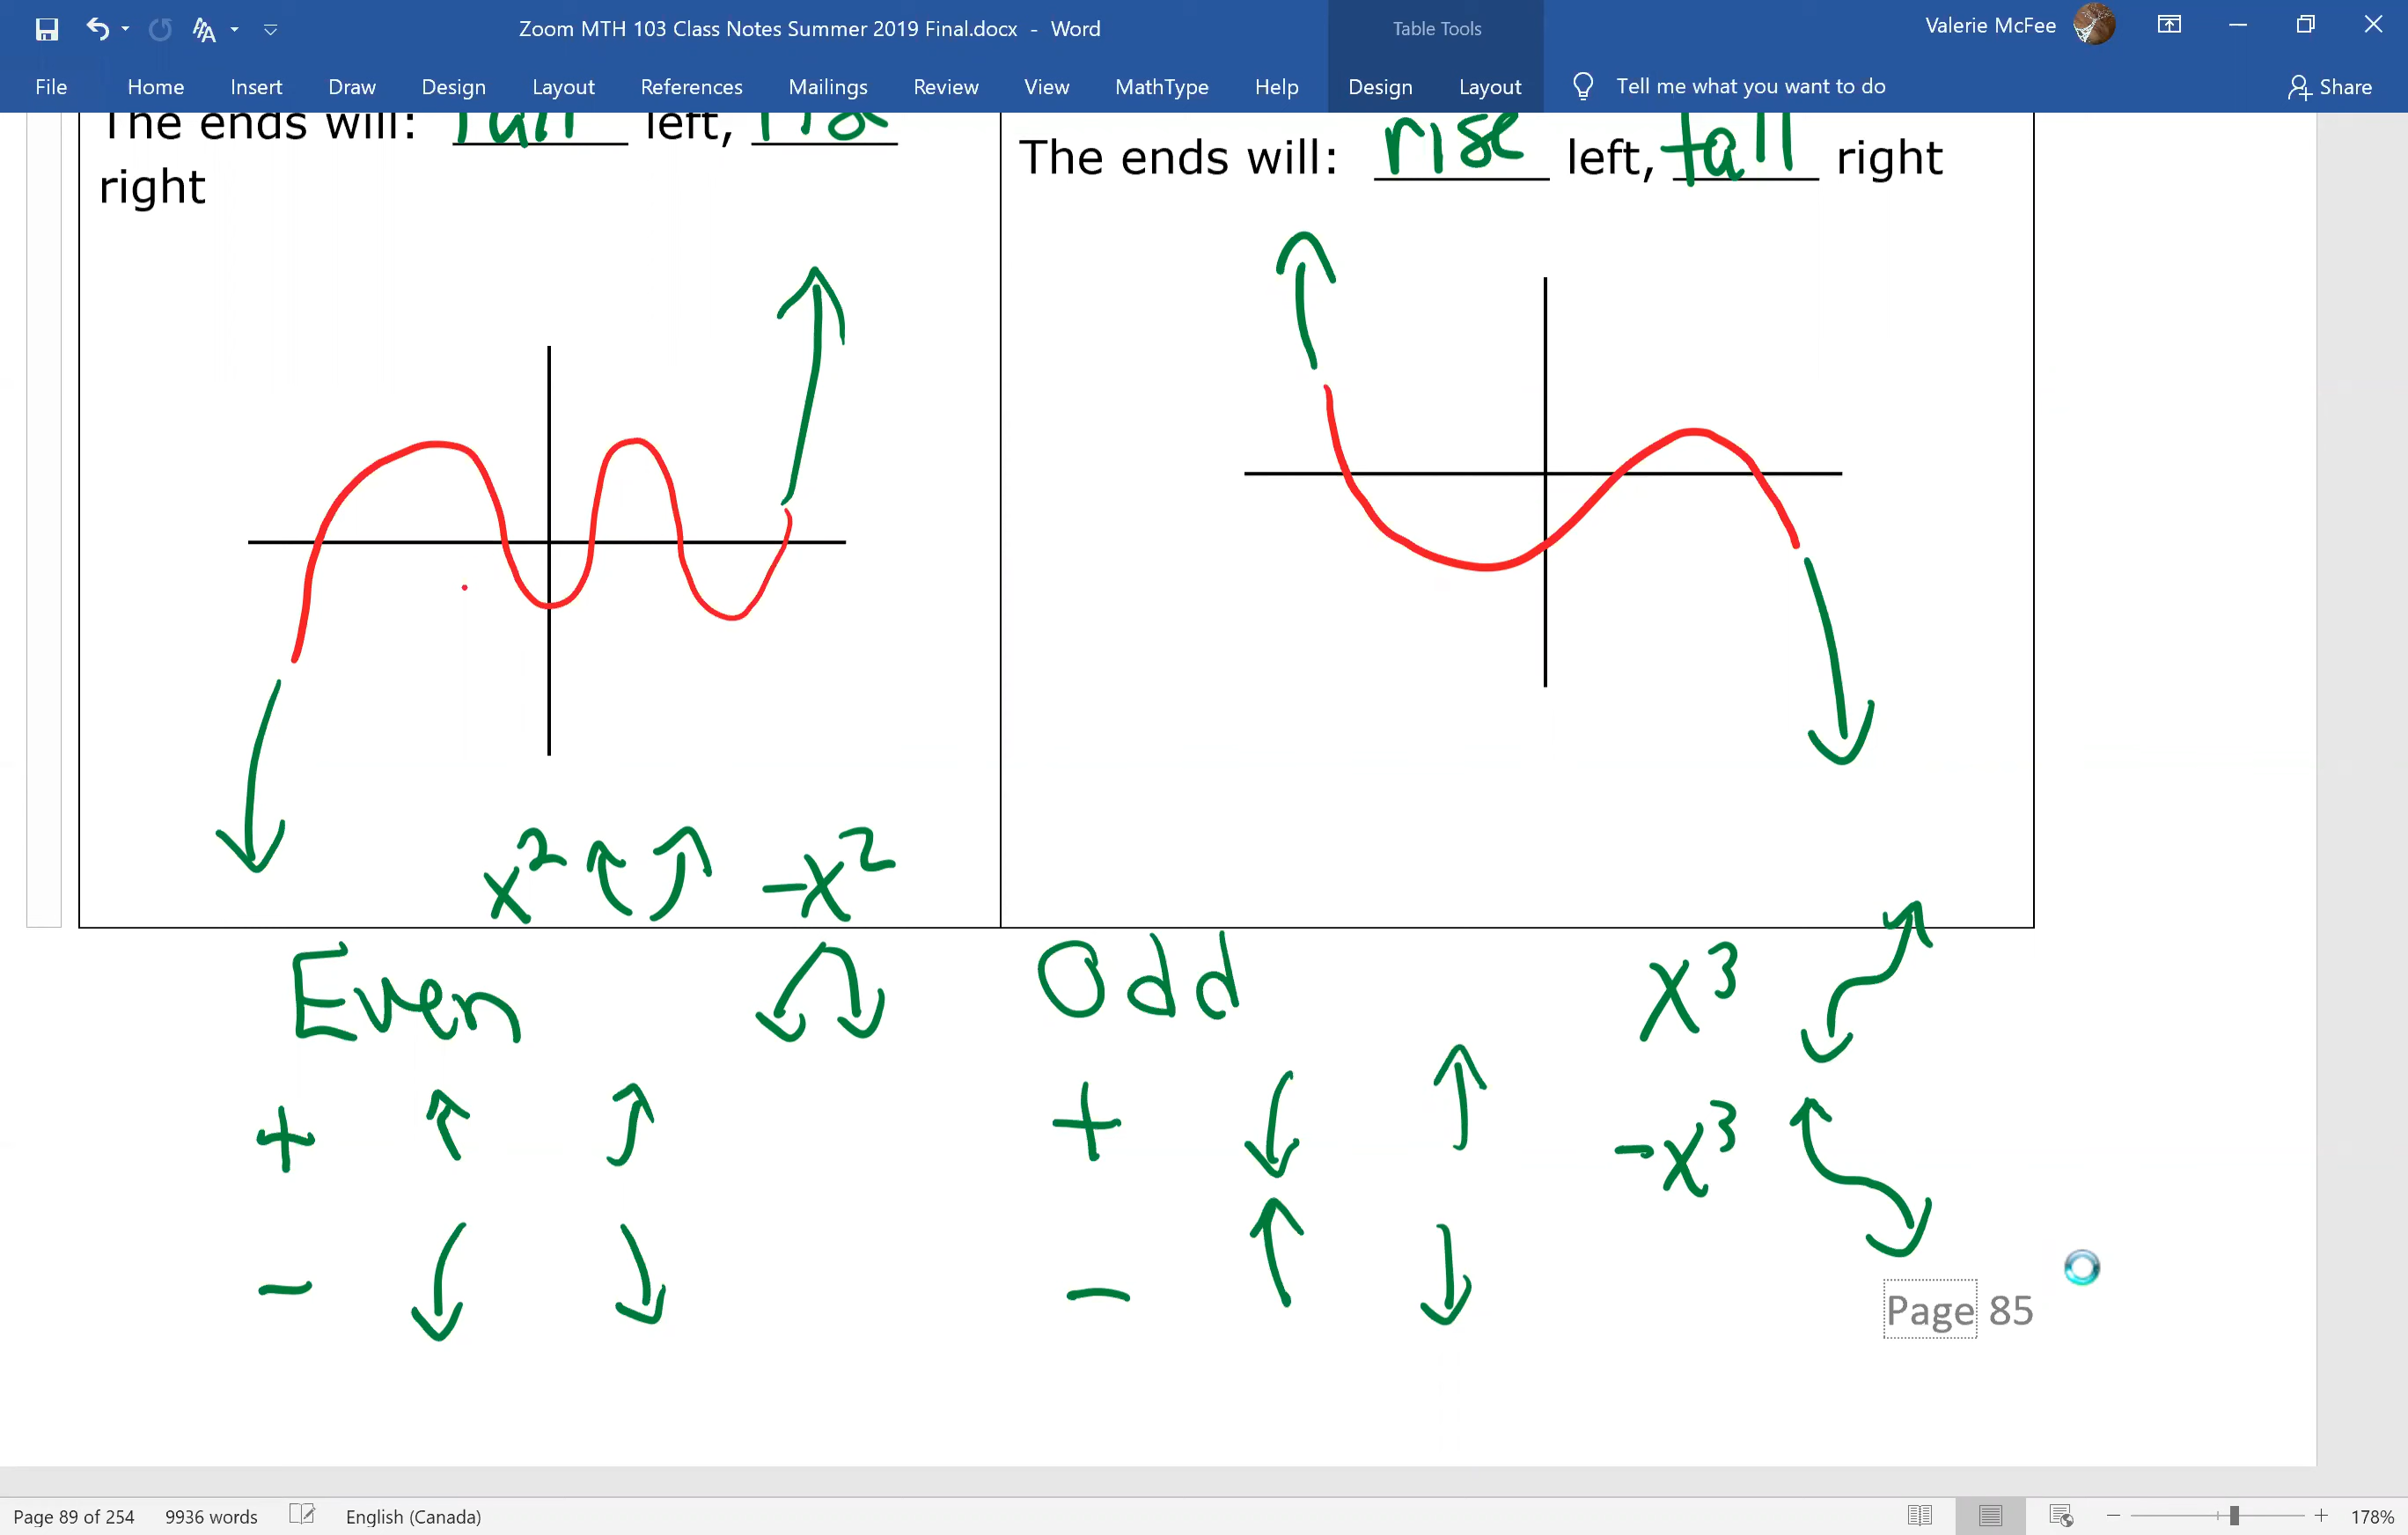 Zoom MTH 103 Class Notes Summer 2019 Final.docx - Word
Table Tools
Valerie McFee
File Home Insert Draw Design Layout References Mailings Review View MathType Help Design Layout Tell me what you want to do Share
The ends will: fall left, rise
right
The ends will: rise left, fall right
x² -x²
Even
+
-
Odd
+
-
x³
-x³
Page 85
Page 89 of 254 9936 words English (Canada) 178%